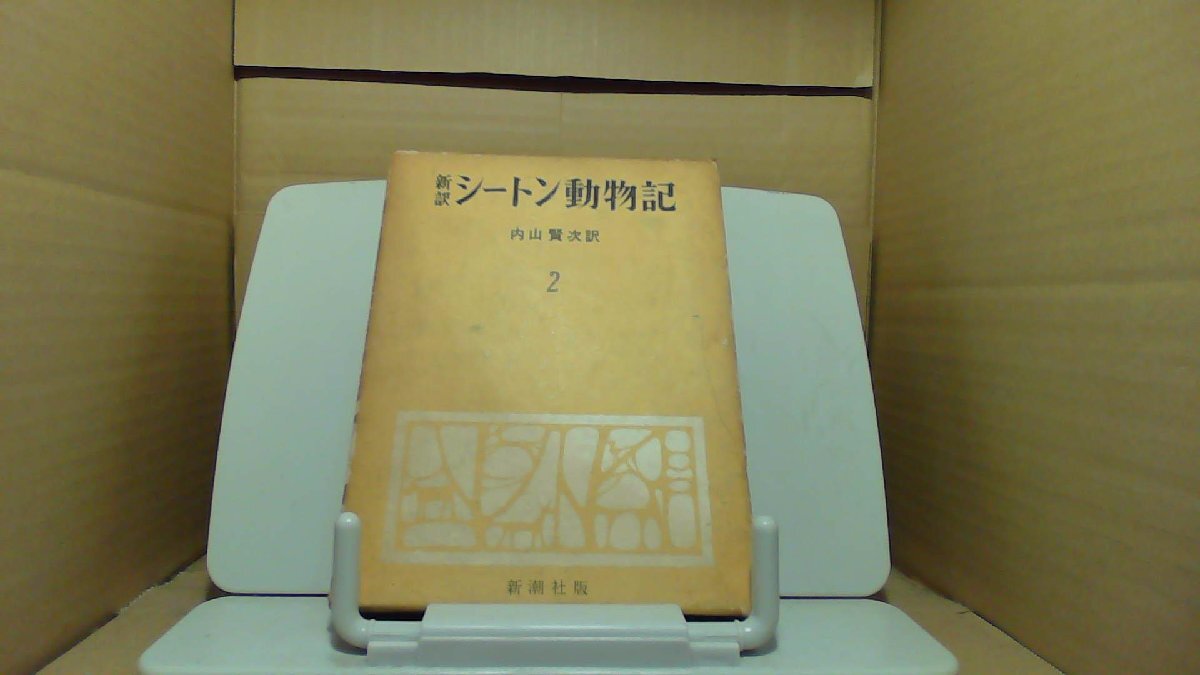 新訳 シートン動物記
内山賢次訳
2
新潮社版